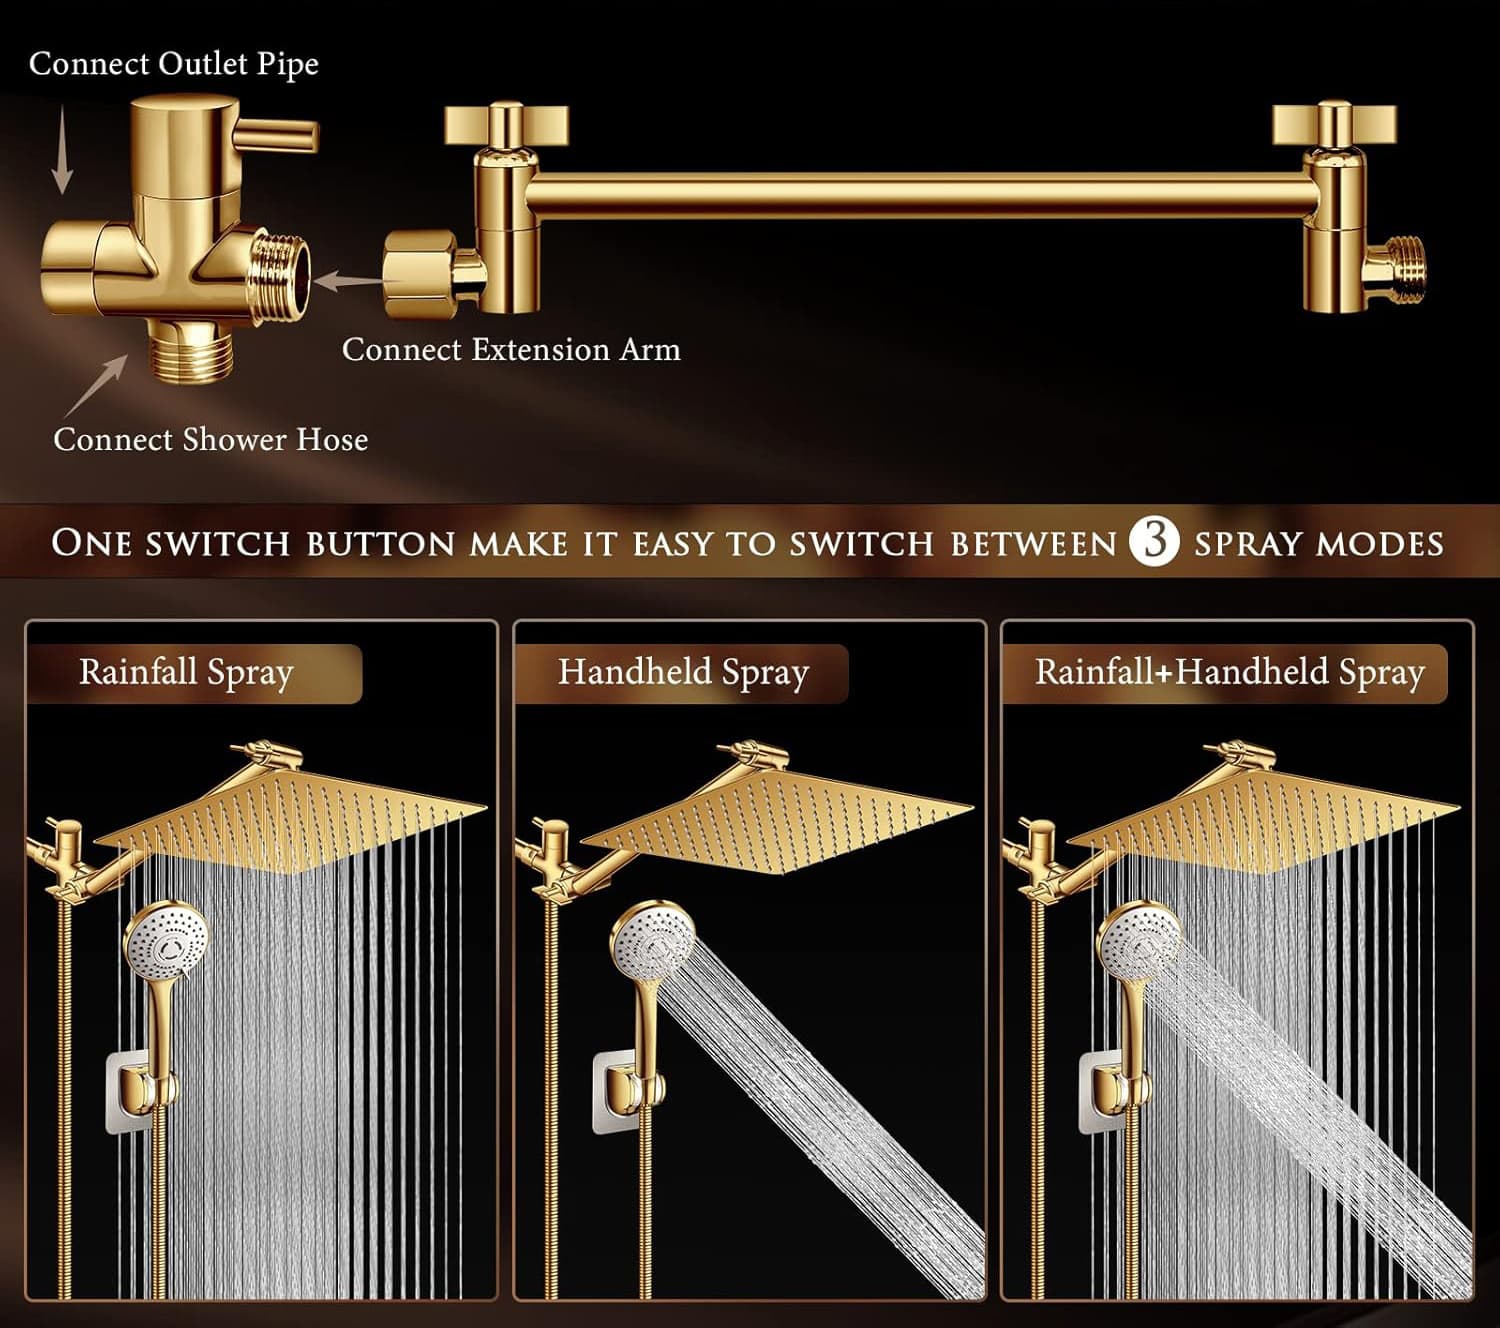 Connect Outlet Pipe
Connect Extension Arm
Connect Shower Hose
One switch button make it easy to switch between 3 spray modes
Rainfall Spray
Handheld Spray
Rainfall+Handheld Spray